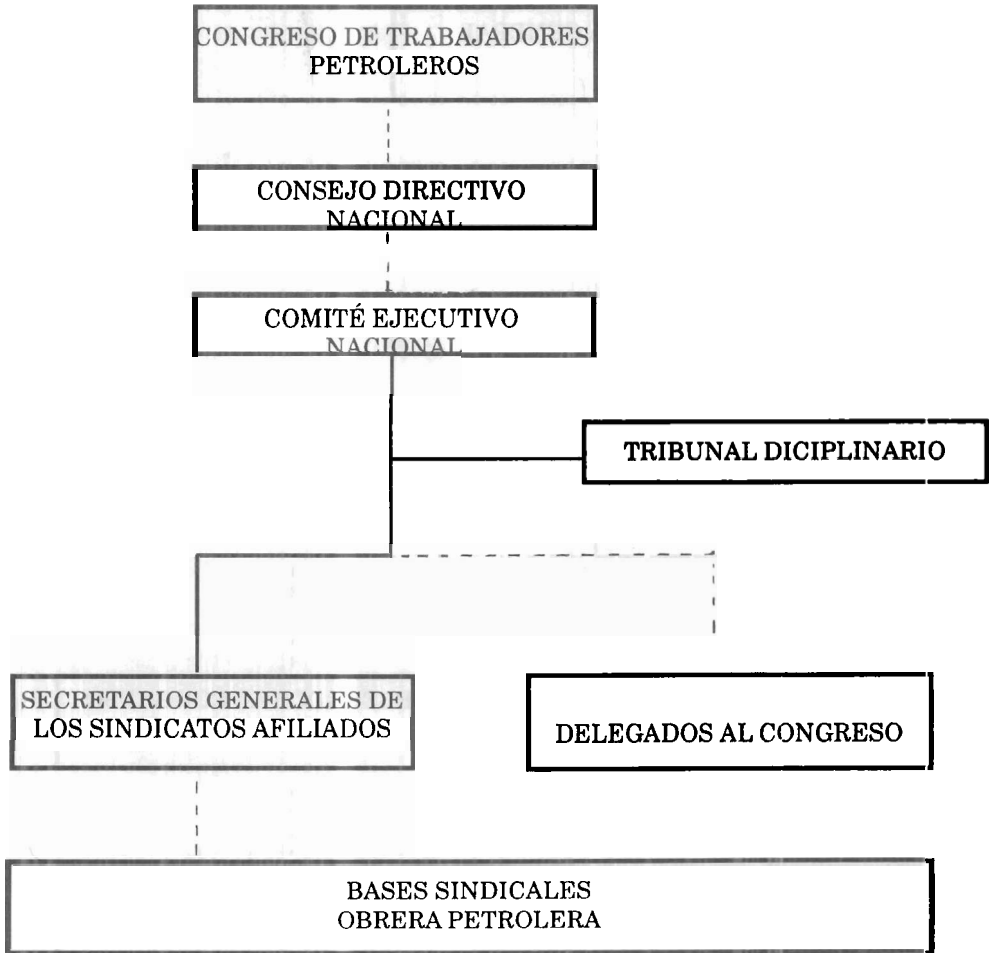 CONGRESO DE TRABAJADORES
PETROLEROS
CONSEJO DIRECTIVO
NACIONAL
COMITÉ EJECUTIVO
NACIONAL
TRIBUNAL DICIPLINARIO
SECRETARIOS GENERALES DE
LOS SINDICATOS AFILIADOS
DELEGADOS AL CONGRESO
BASES SINDICALES
OBRERA PETROLERA